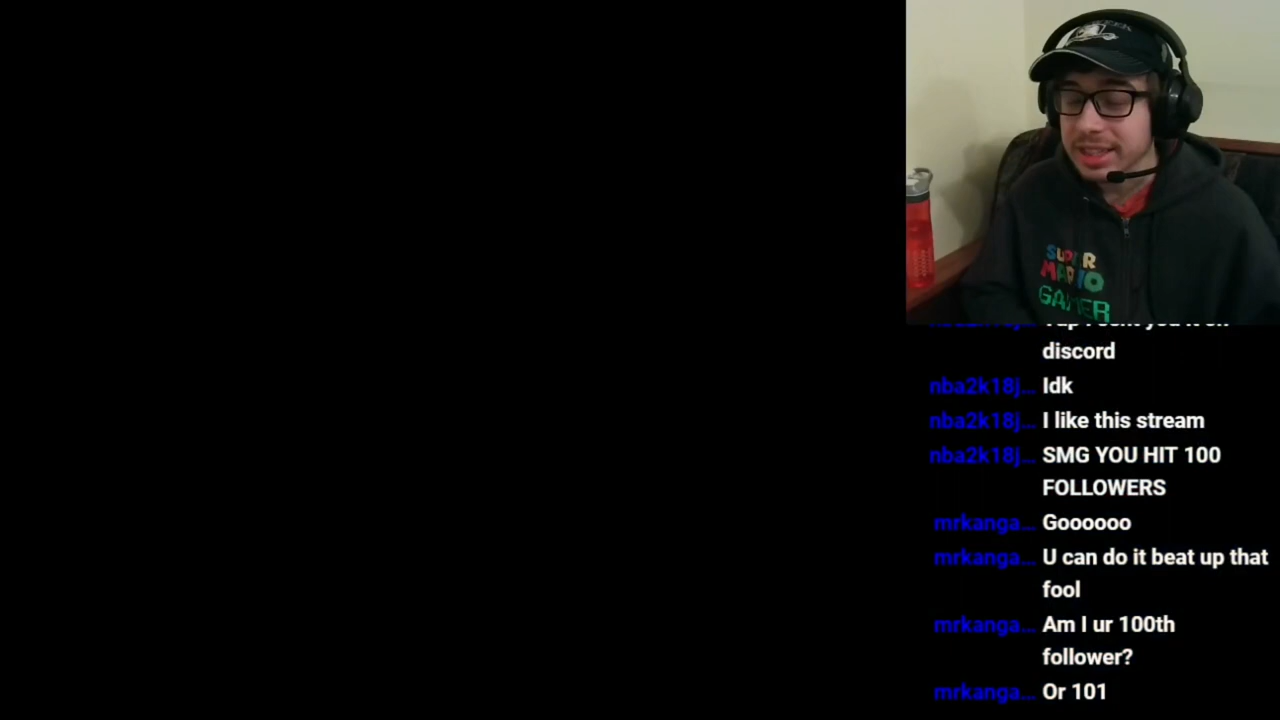 SUPER
MARIO
GAMER
discord
nba2k18j... Idk
nba2k18j... I like this stream
nba2k18j... SMG YOU HIT 100
FOLLOWERS
mrkanga... Goooooo
mrkanga... U can do it beat up that
fool
mrkanga... Am I ur 100th
follower?
mrkanga... Or 101